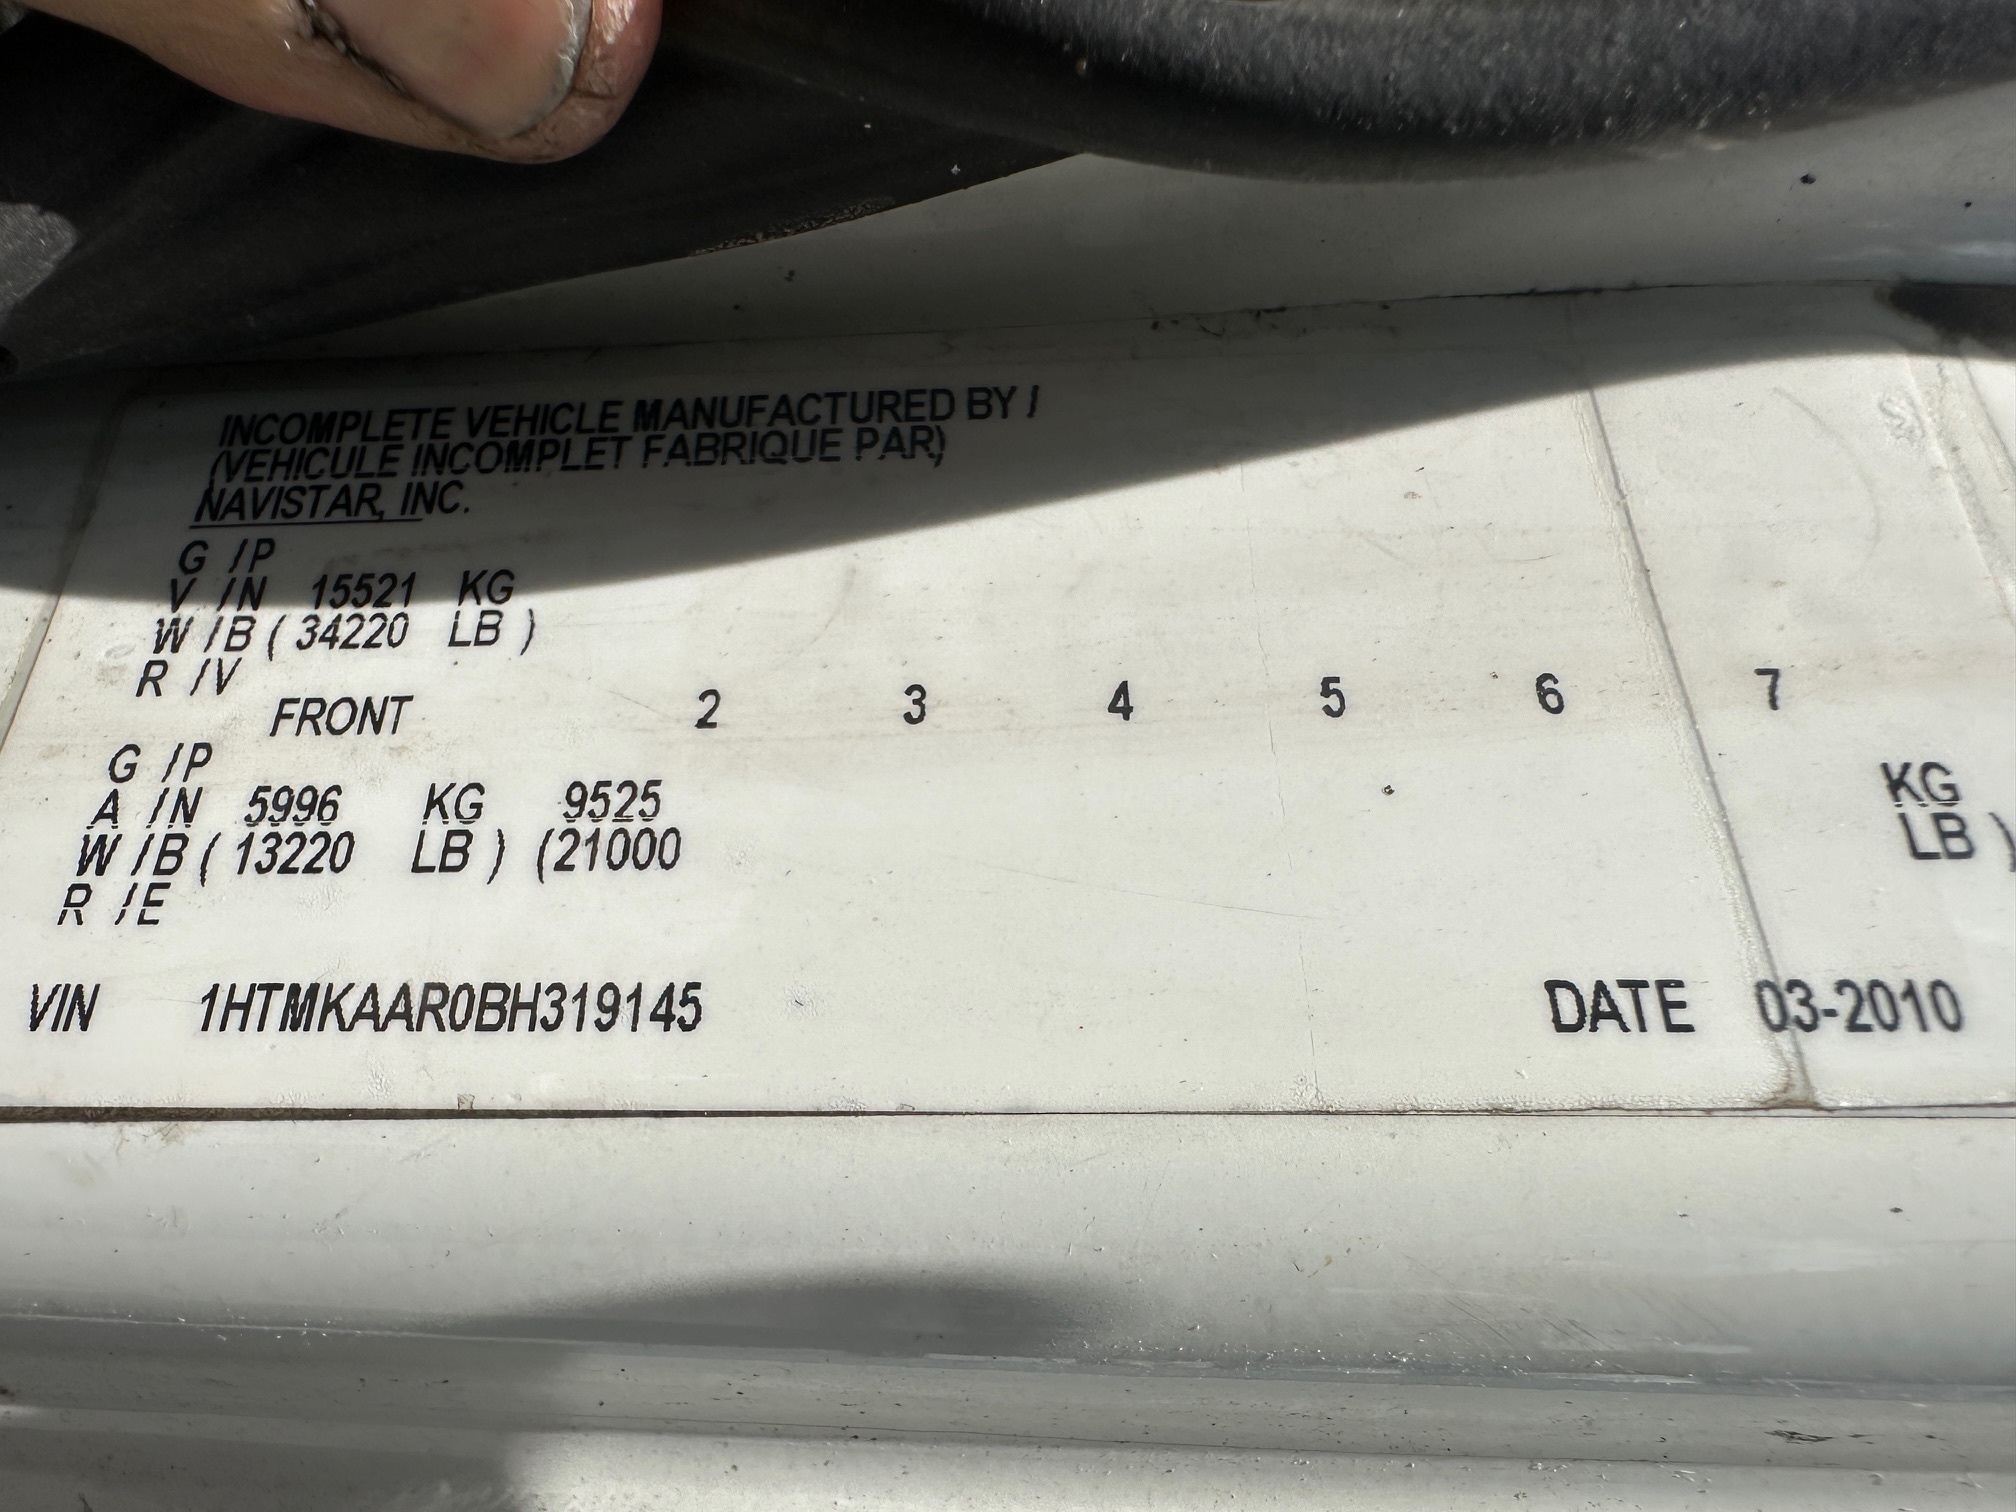 INCOMPLETE VEHICLE MANUFACTURED BY /
(VEHICULE INCOMPLET FABRIQUE PAR)
NAVISTAR, INC.
G /P
V /N 15521 KG
W /B ( 34220 LB )
R /V
FRONT 2 3 4 5 6 7
G /P
A /N 5996 KG 9525 KG
W /B ( 13220 LB ) (21000 LB )
R /E
VIN 1HTMKAAR0BH319145 DATE 03-2010